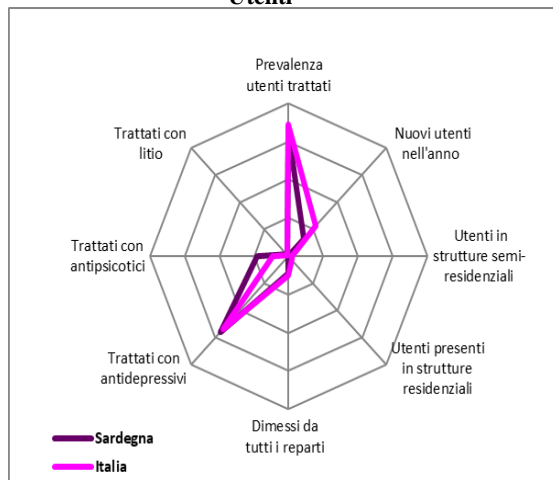 Utenti
Prevalenza
utenti trattati
Nuovi utenti
nell'anno
Utenti in
strutture semi-
residenziali
Utenti presenti
in strutture
residenziali
Dimessi da
tutti i reparti
Trattati con
antidepressivi
Trattati con
antipsicotici
Trattati con
litio
Sardegna
Italia